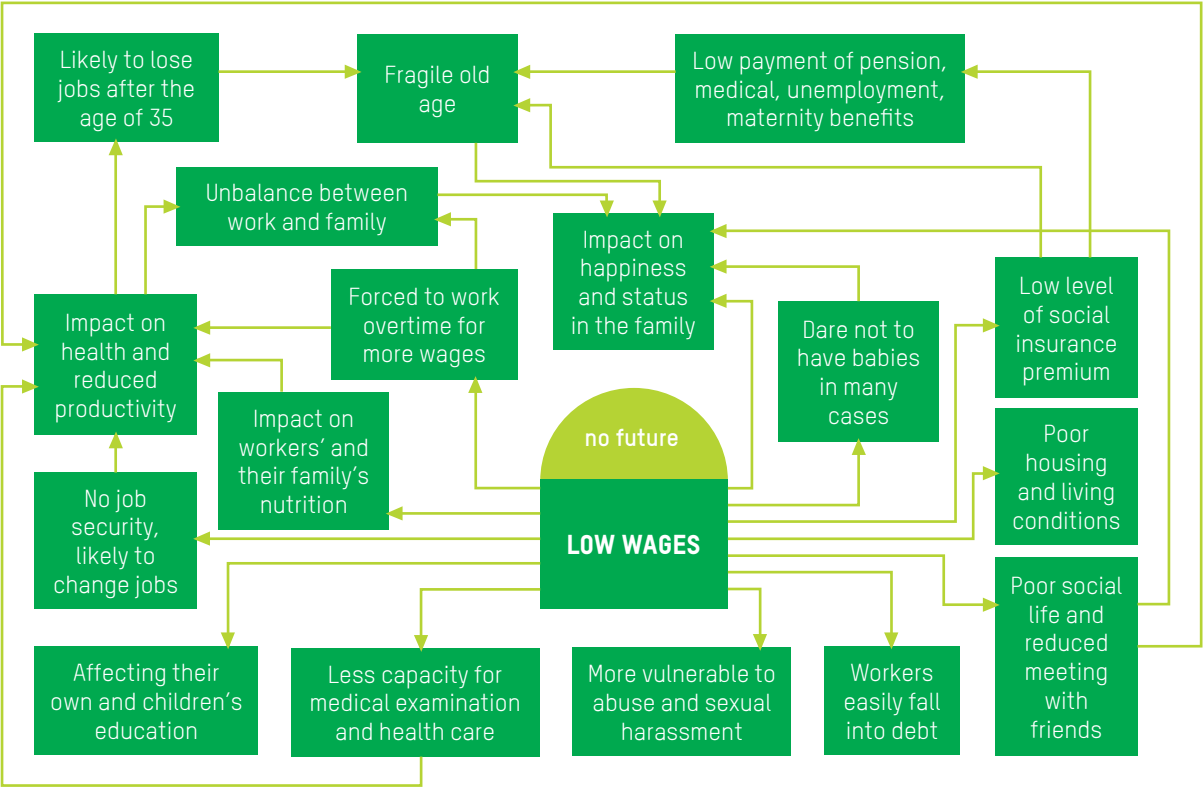 Likely to lose
jobs after the
age of 35
Fragile old
age
Low payment of pension,
medical, unemployment,
maternity benefits
Unbalance between
work and family
Impact on
happiness
and status
in the family
Impact on
health and
reduced
productivity
Forced to work
overtime for
more wages
Dare not to
have babies
in many
cases
Low level
of social
insurance
premium
Impact on
workers’ and
their family’s
nutrition
no future
LOW WAGES
Poor
housing
and living
conditions
No job
security,
likely to
change jobs
Poor social
life and
reduced
meeting
with
friends
Affecting their
own and children’s
education
Less capacity for
medical examination
and health care
More vulnerable to
abuse and sexual
harassment
Workers
easily fall
into debt